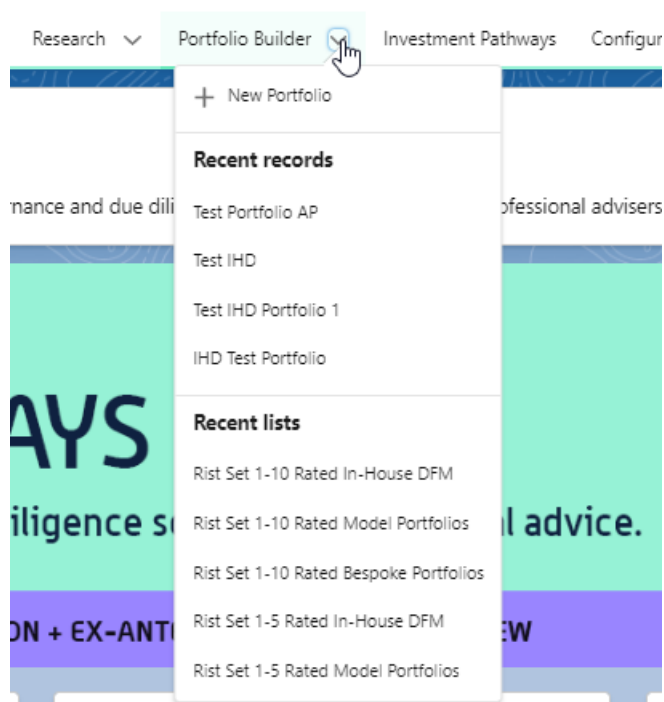 Research
Portfolio Builder
Investment Pathways
Configur
+ New Portfolio
Recent records
rnance and due dili
ofessional advisers
Test Portfolio AP
Test IHD
Test IHD Portfolio 1
IHD Test Portfolio
AYS
Recent lists
Rist Set 1-10 Rated In-House DFM
iligence s
Rist Set 1-10 Rated Model Portfolios
l advice.
Rist Set 1-10 Rated Bespoke Portfolios
ON + EX-ANT
Rist Set 1-5 Rated In-House DFM
EW
Rist Set 1-5 Rated Model Portfolios